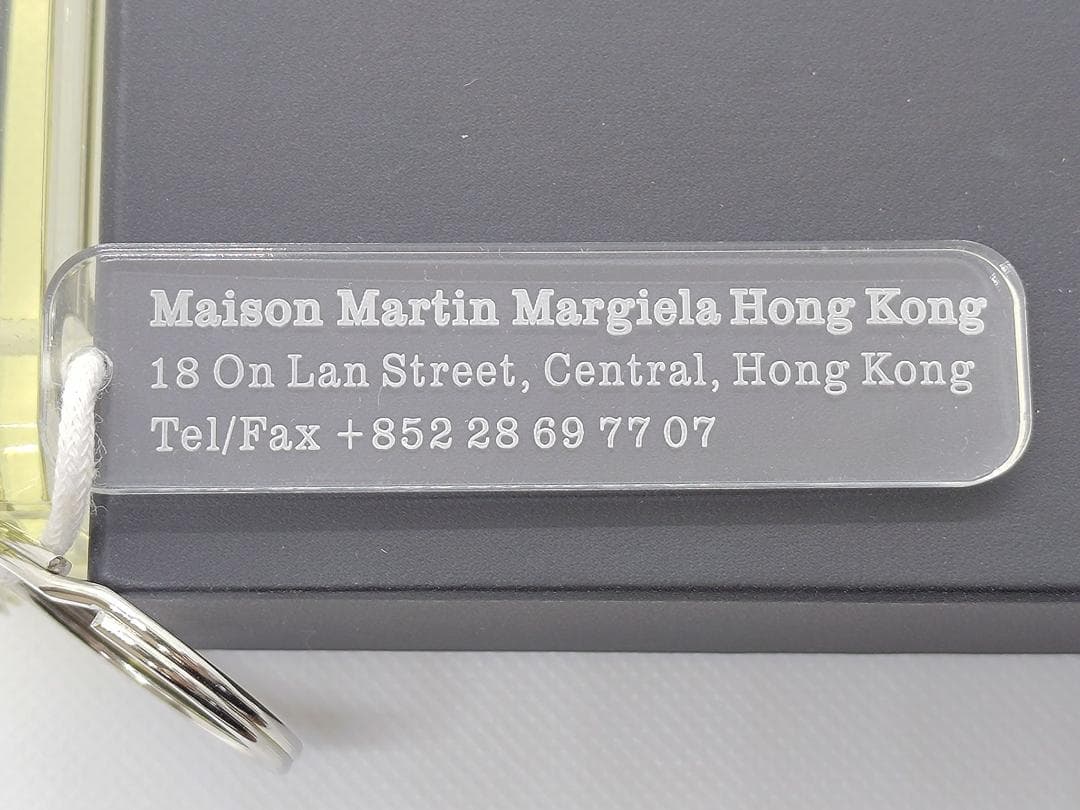 Maison Martin Margiela Hong Kong
18 On Lan Street, Central, Hong Kong
Tel/Fax +852 28 69 77 07